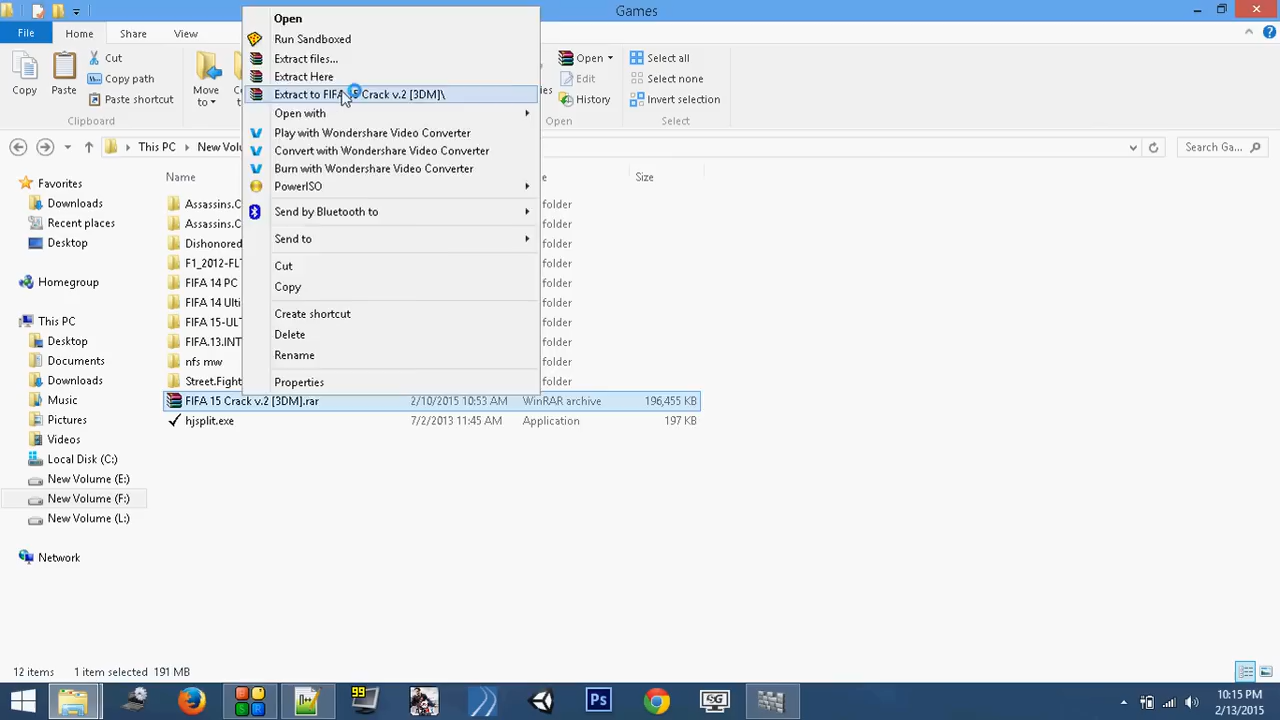 Games
File
Home
Share
View
Move to
Paste
Copy
Cut
Copy path
Paste shortcut
Clipboard
Open
Edit
History
Open
Select all
Select none
Invert selection
Select
This PC
New Volu
Search Ga...
Open
Run Sandboxed
Extract files...
Extract Here
Extract to FIFA 15 Crack v.2 [3DM]\
Open with
Play with Wondershare Video Converter
Convert with Wondershare Video Converter
Burn with Wondershare Video Converter
PowerISO
Send by Bluetooth to
Send to
Cut
Copy
Create shortcut
Delete
Rename
Properties
Favorites
Downloads
Recent places
Desktop
Homegroup
This PC
Desktop
Documents
Downloads
Music
Pictures
Videos
Local Disk (C:)
New Volume (E:)
New Volume (F:)
New Volume (L:)
Network
Name
Size
Assassins.C
folder
Assassins.C
folder
Dishonored
folder
F1_2012-FLT
folder
FIFA 14 PC
folder
FIFA 14 Ulti
folder
FIFA 15-ULT
folder
FIFA.13.INT
folder
nfs mw
folder
Street.Fight
folder
FIFA 15 Crack v.2 [3DM].rar 2/10/2015 10:53 AM WinRAR archive 196,455 KB
hjsplit.exe 7/2/2013 11:45 AM Application 197 KB
12 items 1 item selected 191 MB
10:15 PM
2/13/2015